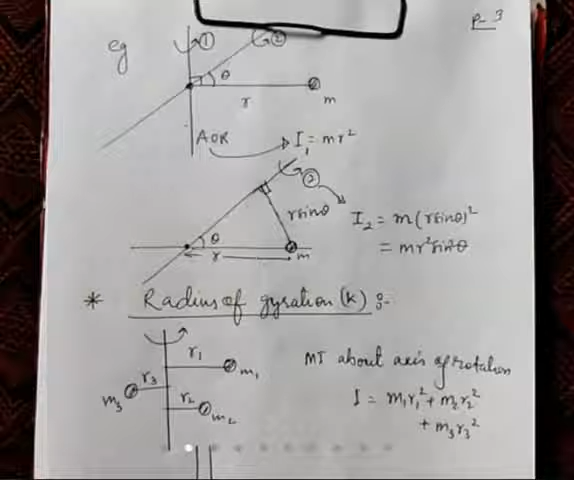 P-3
eg
① ②
θ
r m
AOR I₁ = mr²
②
r sinθ
θ
r m
I₂ = m(r sinθ)²
= mr² sin²θ
* Radius of gyration (k) :-
r₁ m₁
r₃ m₃
r₂ m₂
MI about axis of rotation
I = m₁r₁² + m₂r₂²
+ m₃r₃²